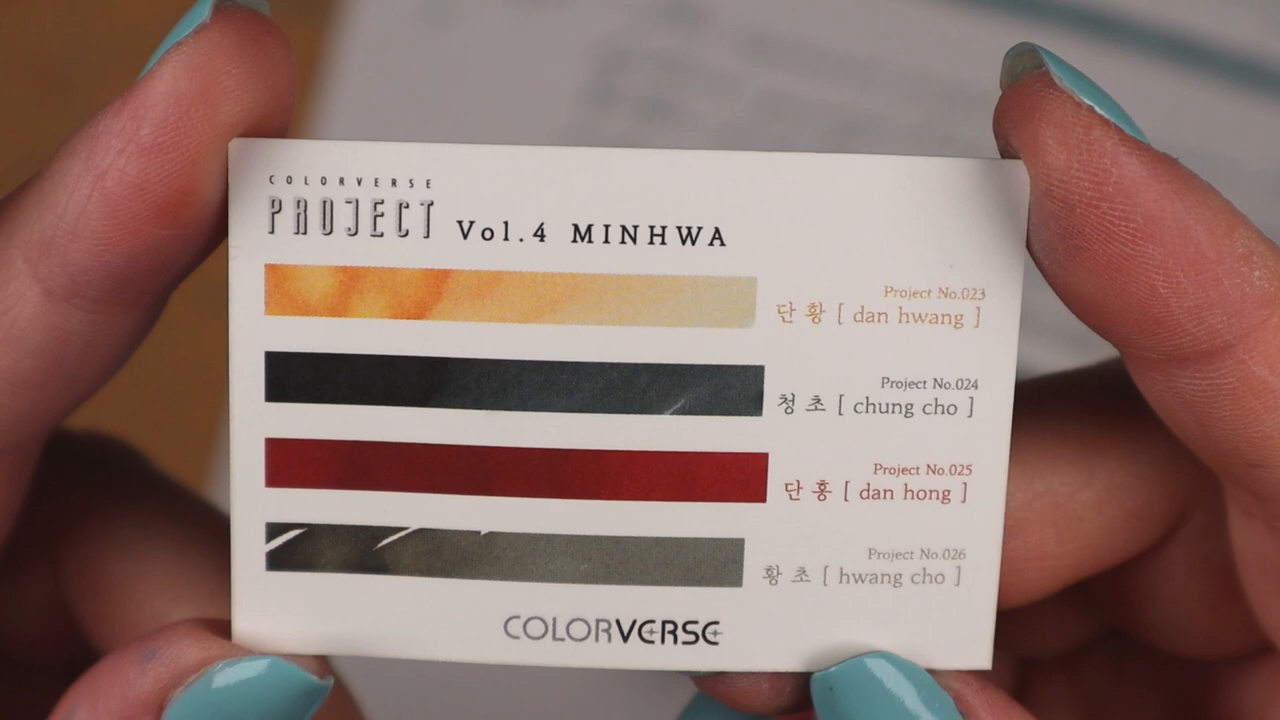 COLORVERSE
PROJECT Vol.4 MINHWA
Project No.023
단 황 [ dan hwang ]
Project No.024
청 초 [ chung cho ]
Project No.025
단 홍 [ dan hong ]
Project No.026
황 초 [ hwang cho ]
COLORVERSE